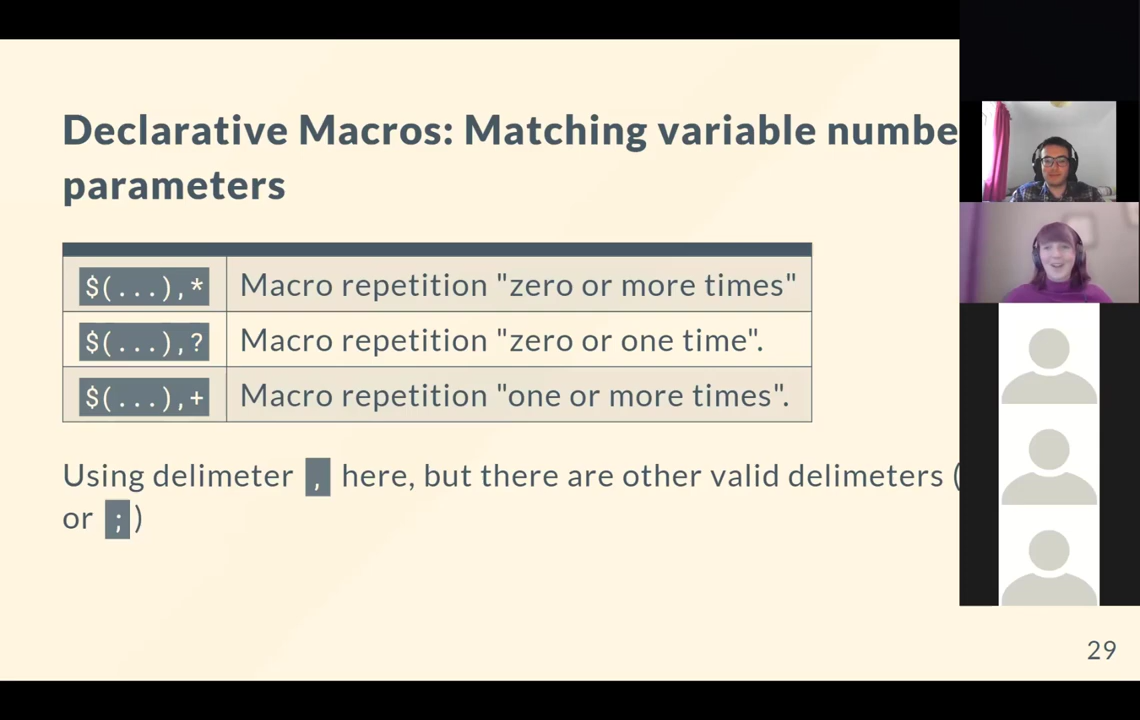 Declarative Macros: Matching variable numbe
parameters
$(...),* Macro repetition "zero or more times"
$(...),? Macro repetition "zero or one time".
$(...),+ Macro repetition "one or more times".
Using delimeter , here, but there are other valid delimeters (
or ; )
29